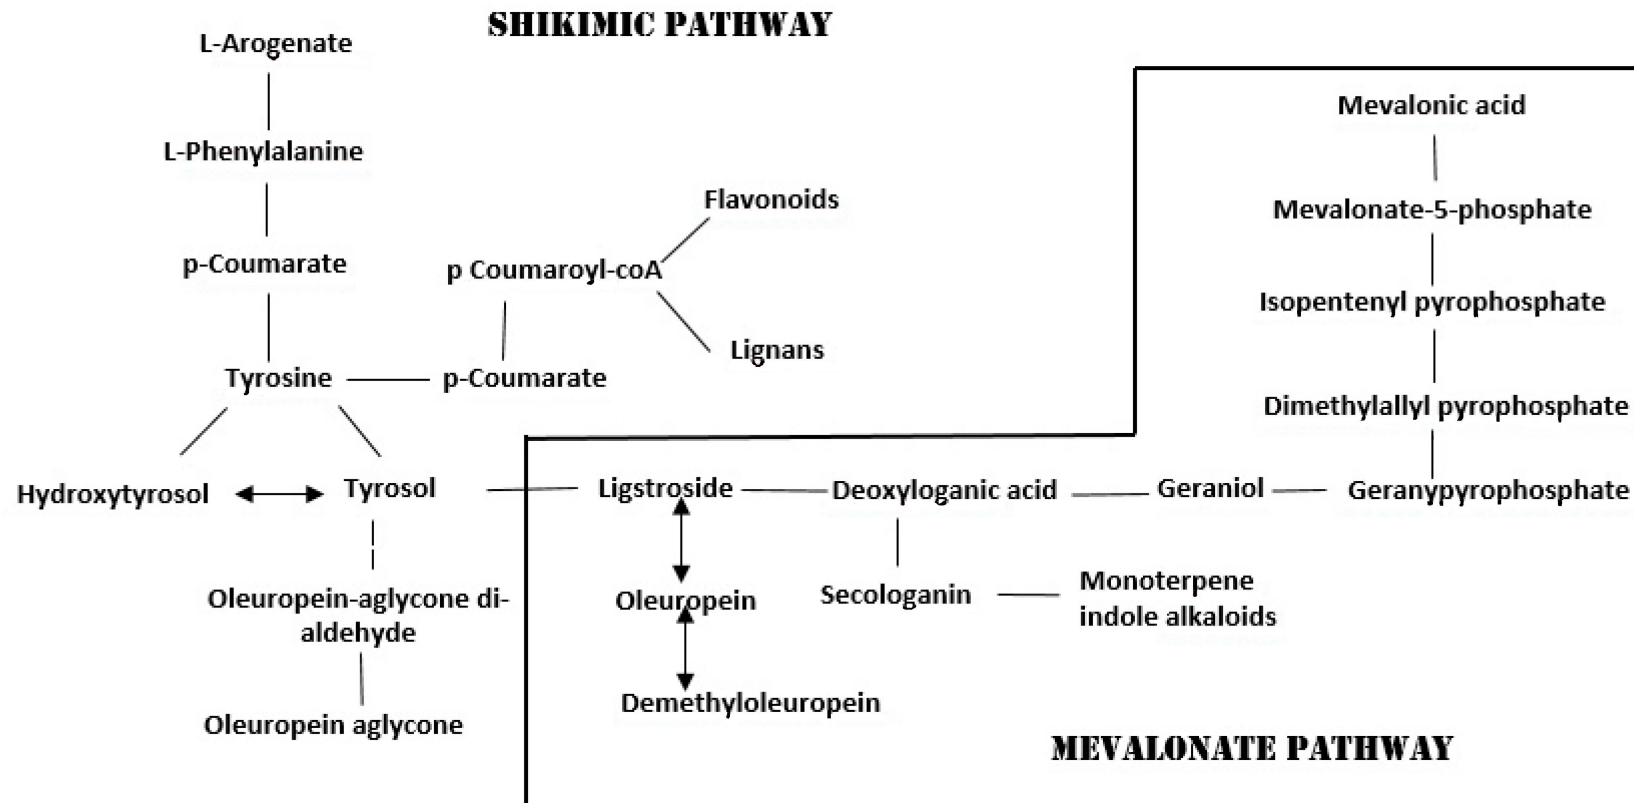 SHIKIMIC PATHWAY
L-Arogenate
L-Phenylalanine
p-Coumarate
Tyrosine
p-Coumarate
p Coumaroyl-coA
Flavonoids
Lignans
Hydroxytyrosol
Tyrosol
Oleuropein-aglycone di-
aldehyde
Oleuropein aglycone
Mevalonic acid
Mevalonate-5-phosphate
Isopentenyl pyrophosphate
Dimethylallyl pyrophosphate
Geranypyrophosphate
Geraniol
Deoxyloganic acid
Ligstroside
Oleuropein
Demethyloleuropein
Secologanin
Monoterpene
indole alkaloids
MEVALONATE PATHWAY